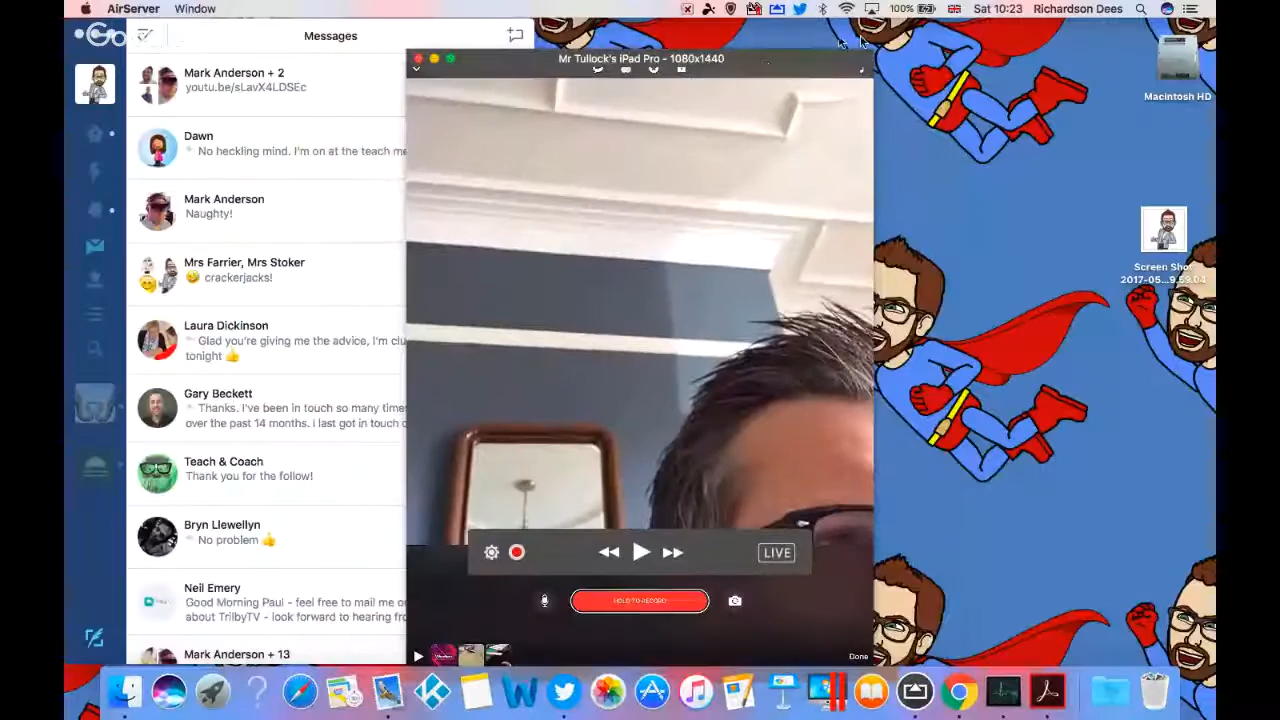 AirServer Window
100% Sat 10:23 Richardson Dees
Go
Messages
Mark Anderson + 2
youtu.be/sLavX4LDSEc
Dawn
No heckling mind. I'm on at the teach me
Mark Anderson
Naughty!
Mrs Farrier, Mrs Stoker
🤣 crackerjacks!
Laura Dickinson
Glad you're giving me the advice, I'm clu
tonight 👍
Gary Beckett
Thanks. I've been in touch so many times
over the past 14 months. i last got in touch
Teach & Coach
Thank you for the follow!
Bryn Llewellyn
No problem 👍
Neil Emery
Good Morning Paul - feel free to mail me
about TrilbyTV - look forward to hearing
Mark Anderson + 13
Mr Tullock's iPad Pro - 1080x1440
LIVE
HOLD TO RECORD
Done
Macintosh HD
Screen Shot
2017-05...9.59.04